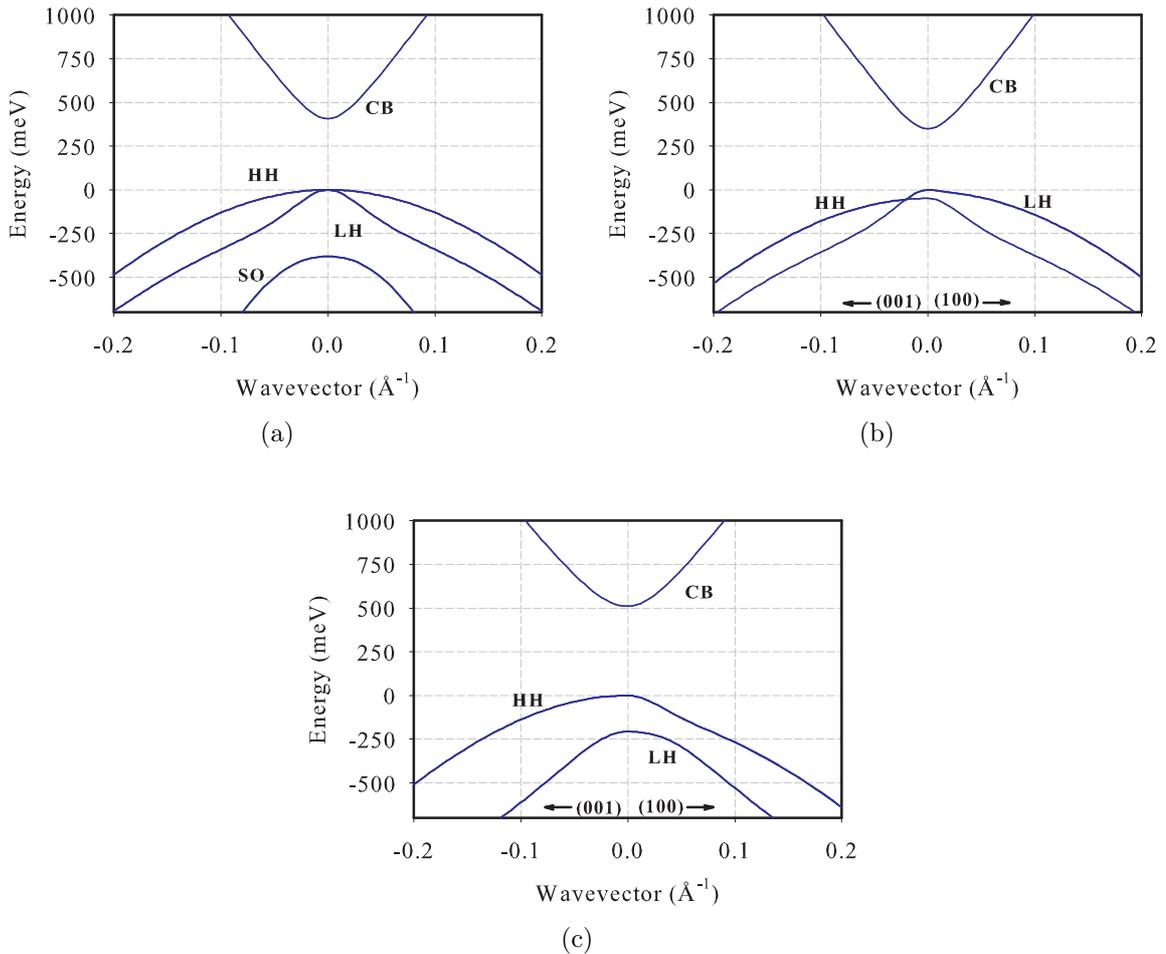 1000
750
500
250
0
-250
-500
Energy (meV)
CB
HH
LH
SO
-0.2 -0.1 0.0 0.1 0.2
Wavevector (Å-1)
(a)
1000
750
500
250
0
-250
-500
Energy (meV)
CB
HH
LH
(001) (100)
-0.2 -0.1 0.0 0.1 0.2
Wavevector (Å-1)
(b)
1000
750
500
250
0
-250
-500
Energy (meV)
CB
HH
LH
(001) (100)
-0.2 -0.1 0.0 0.1 0.2
Wavevector (Å-1)
(c)